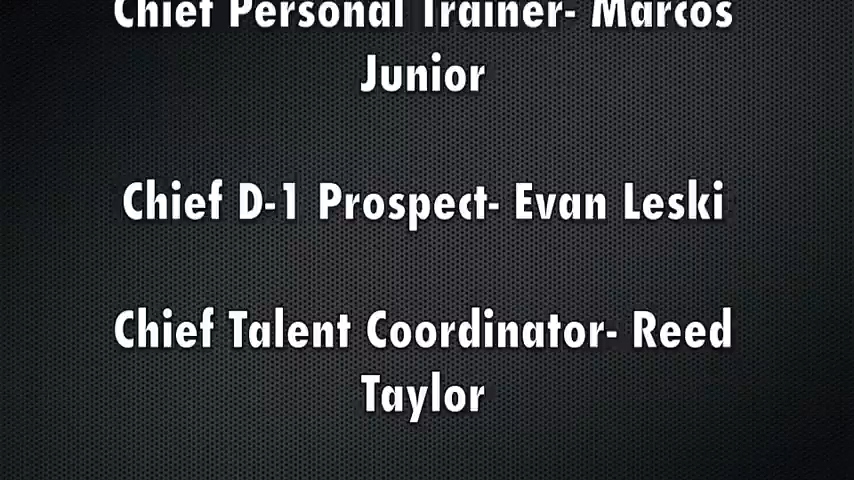 Chief Personal Trainer- Marcos
Junior
Chief D-1 Prospect- Evan Leski
Chief Talent Coordinator- Reed
Taylor